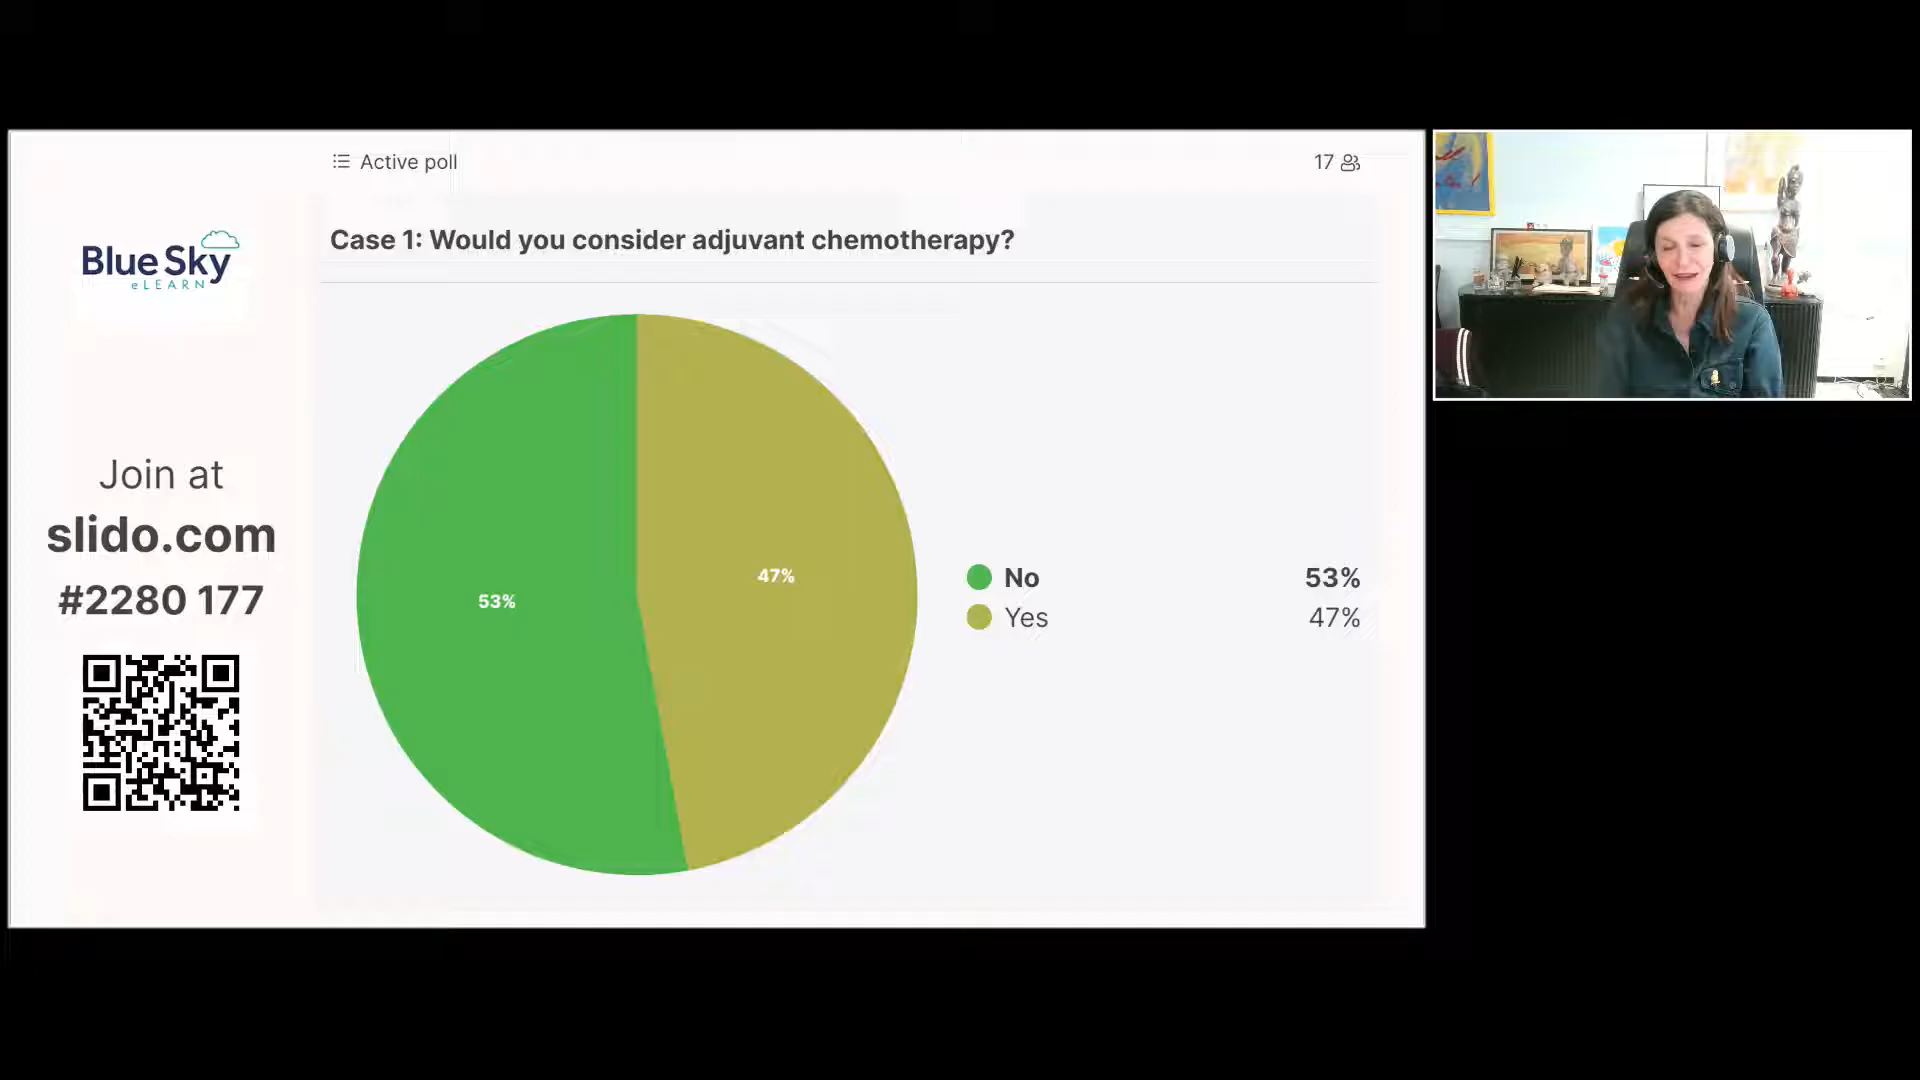 Active poll
17
Blue Sky
eLEARN
Case 1: Would you consider adjuvant chemotherapy?
Join at
slido.com
#2280 177
53%
47%
No 53%
Yes 47%